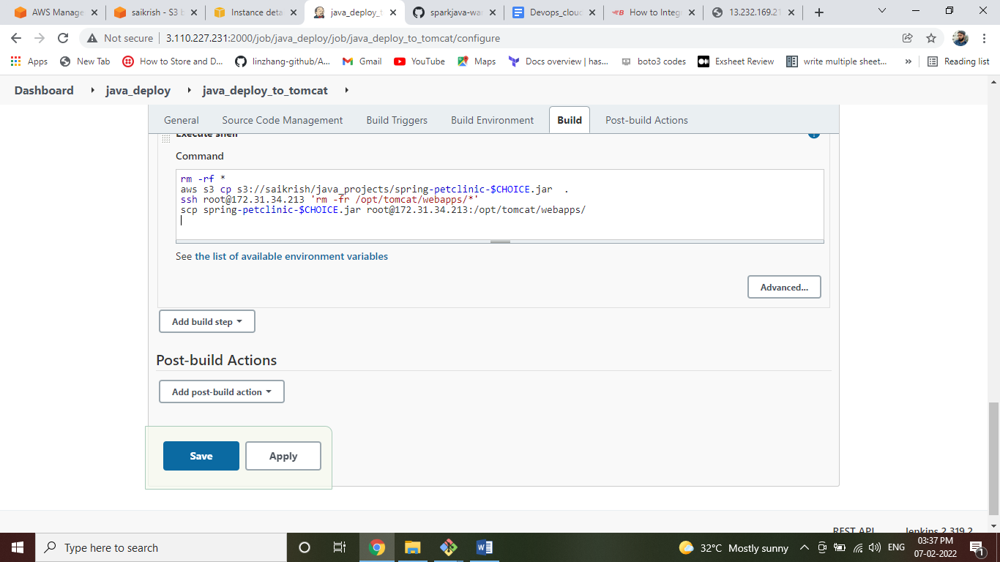 AWS Manage
saikrish - S3 b
Instance deta
java_deploy_t
sparkjava-wa
Devops_clou
How to Integ
13.232.169.21
Not secure
3.110.227.231:2000/job/java_deploy/job/java_deploy_to_tomcat/configure
Apps
New Tab
How to Store and D...
linzhang-github/A...
Gmail
YouTube
Maps
Docs overview | has...
boto3 codes
Exsheet Review
write multiple sheet...
»
Reading list
Dashboard
java_deploy
java_deploy_to_tomcat
General
Source Code Management
Build Triggers
Build Environment
Build
Post-build Actions
Execute shell
Command
rm -rf *
aws s3 cp s3://saikrish/java_projects/spring-petclinic-$CHOICE.jar  .
ssh root@172.31.34.213 'rm -fr /opt/tomcat/webapps/*'
scp spring-petclinic-$CHOICE.jar root@172.31.34.213:/opt/tomcat/webapps/
See the list of available environment variables
Advanced...
Add build step
Post-build Actions
Add post-build action
Save
Apply
REST API
Jenkins 2.319.2
Type here to search
32°C Mostly sunny
ENG
03:37 PM
07-02-2022
1